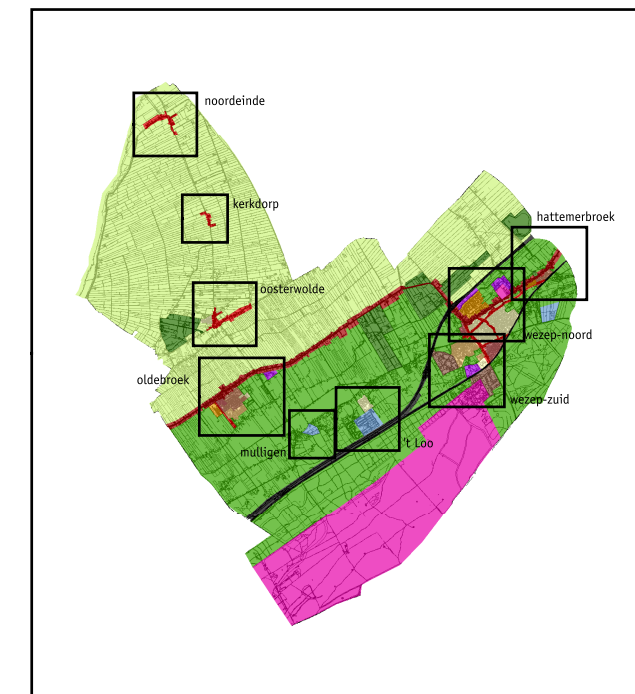 noordeinde
kerkdorp
hattemerbroek
oosterwolde
wezep-noord
oldebroek
wezep-zuid
't Loo
mulligen